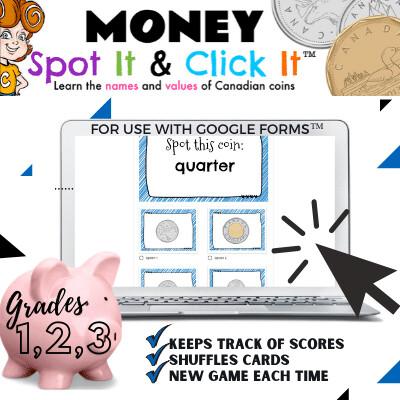 MONEY
Spot It & Click It™
Learn the names and values of Canadian coins
CANADA
FOR USE WITH GOOGLE FORMS™
Spot this coin:
quarter
Grades
1,2,3
KEEPS TRACK OF SCORES
SHUFFLES CARDS
NEW GAME EACH TIME